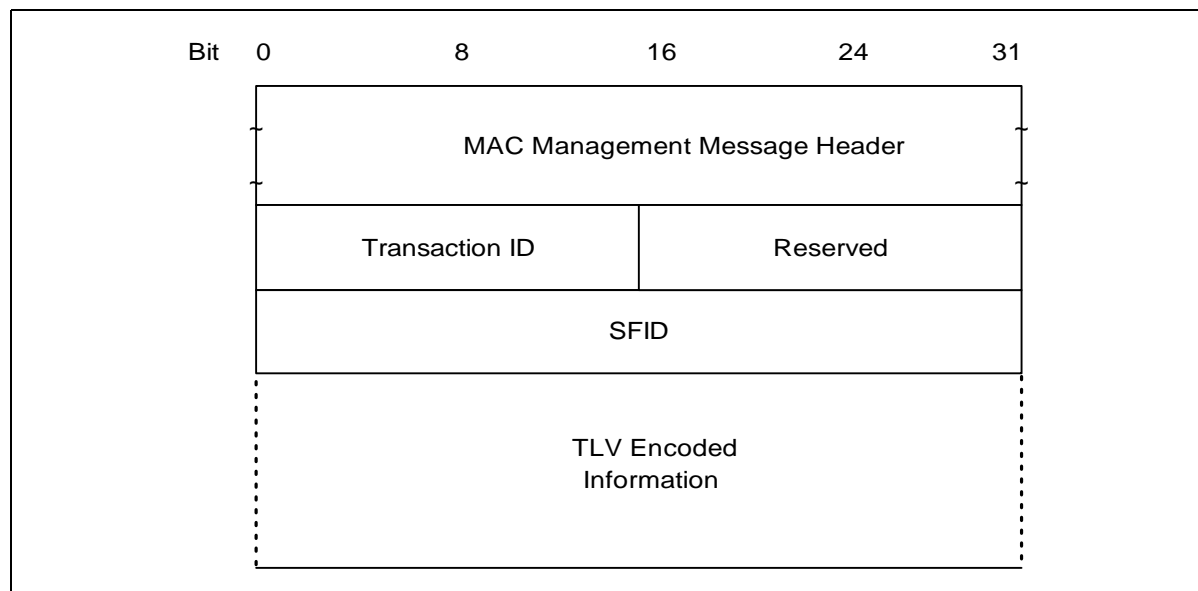 Bit 0 8 16 24 31
MAC Management Message Header
Transaction ID Reserved
SFID
TLV Encoded
Information